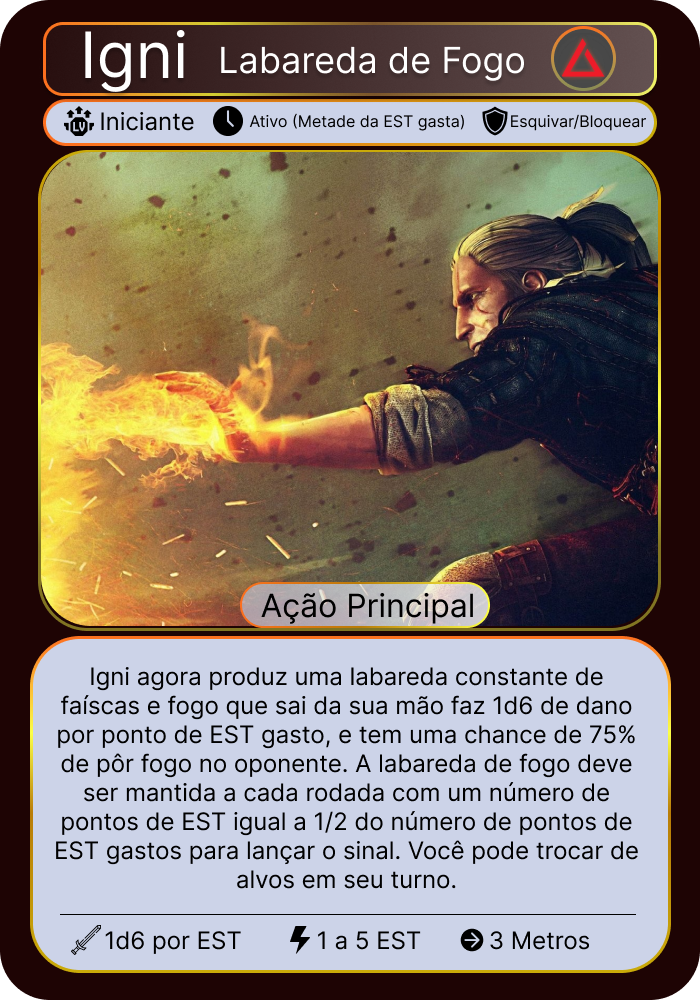 Igni Labareda de Fogo
LV Iniciante Ativo (Metade da EST gasta) Esquivar/Bloquear
Ação Principal
Igni agora produz uma labareda constante de
faíscas e fogo que sai da sua mão faz 1d6 de dano
por ponto de EST gasto, e tem uma chance de 75%
de pôr fogo no oponente. A labareda de fogo deve
ser mantida a cada rodada com um número de
pontos de EST igual a 1/2 do número de pontos de
EST gastos para lançar o sinal. Você pode trocar de
alvos em seu turno.
1d6 por EST 1 a 5 EST 3 Metros